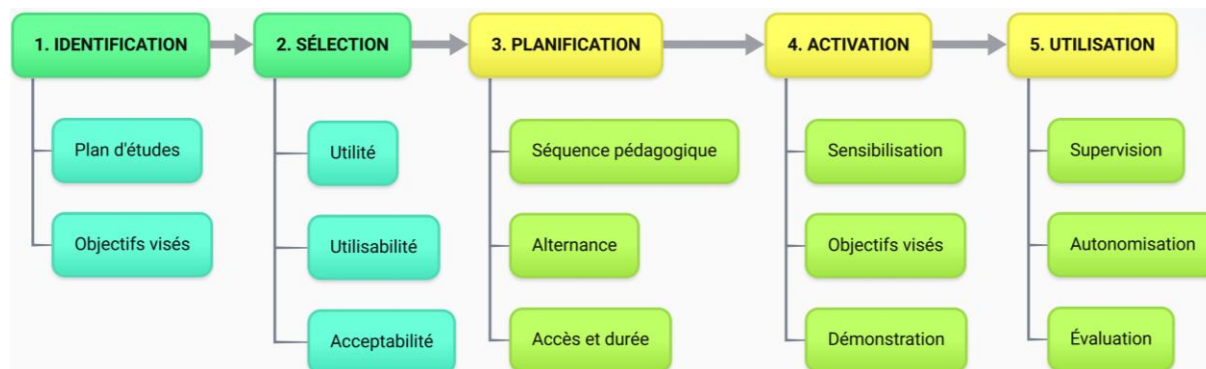 1. IDENTIFICATION
Plan d'études
Objectifs visés
2. SÉLECTION
Utilité
Utilisabilité
Acceptabilité
3. PLANIFICATION
Séquence pédagogique
Alternance
Accès et durée
4. ACTIVATION
Sensibilisation
Objectifs visés
Démonstration
5. UTILISATION
Supervision
Autonomisation
Évaluation